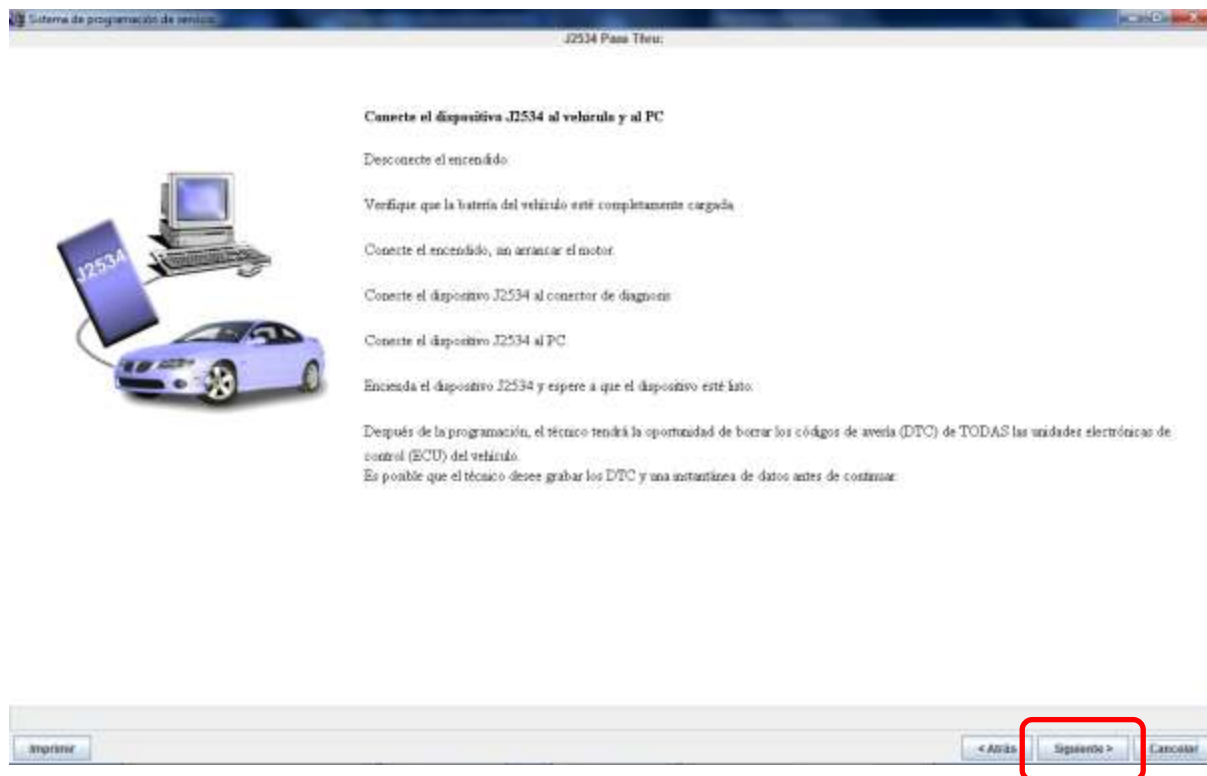 Sistema de programación de servicio
J2534 Pass Thru:
Conecte el dispositivo J2534 al vehículo y al PC
Desconecte el encendido
Verifique que la batería del vehículo esté completamente cargada
Conecte el encendido, sin arrancar el motor.
Conecte el dispositivo J2534 al conector de diagnosis
Conecte el dispositivo J2534 al PC
Encienda el dispositivo J2534 y espere a que el dispositivo esté listo.
Después de la programación, el técnico tendrá la oportunidad de borrar los códigos de avería (DTC) de TODAS las unidades electrónicas de
control (ECU) del vehículo.
Es posible que el técnico desee grabar los DTC y una instantánea de datos antes de continuar.
J2534
Imprimir
< Atrás
Siguiente >
Cancelar